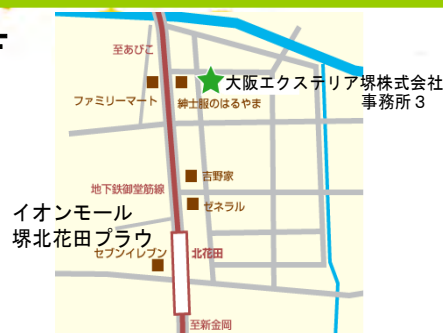 至あびこ
大阪エクステリア堺株式会社
事務所３
ファミリーマート
紳士服のはるやま
吉野家
地下鉄御堂筋線
ゼネラル
イオンモール
堺北花田プラウ
セブンイレブン
北花田
至新金岡